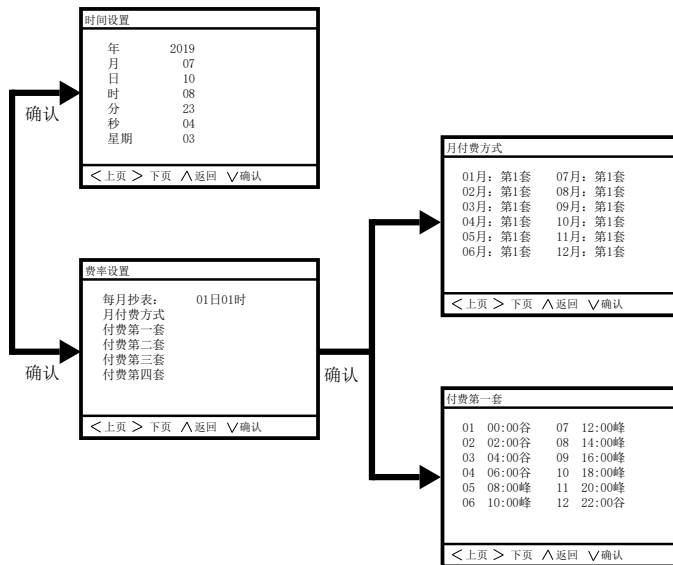 时间设置
年 2019
月 07
日 10
时 08
分 23
秒 04
星期 03
<上页 > 下页 ∧返回 ∨确认
确认
费率设置
每月抄表: 01日01时
月付费方式
付费第一套
付费第二套
付费第三套
付费第四套
<上页 > 下页 ∧返回 ∨确认
确认
确认
月付费方式
01月: 第1套 07月: 第1套
02月: 第1套 08月: 第1套
03月: 第1套 09月: 第1套
04月: 第1套 10月: 第1套
05月: 第1套 11月: 第1套
06月: 第1套 12月: 第1套
<上页 > 下页 ∧返回 ∨确认
付费第一套
01 00:00谷 07 12:00峰
02 02:00谷 08 14:00峰
03 04:00谷 09 16:00峰
04 06:00谷 10 18:00峰
05 08:00峰 11 20:00峰
06 10:00峰 12 22:00谷
<上页 > 下页 ∧返回 ∨确认